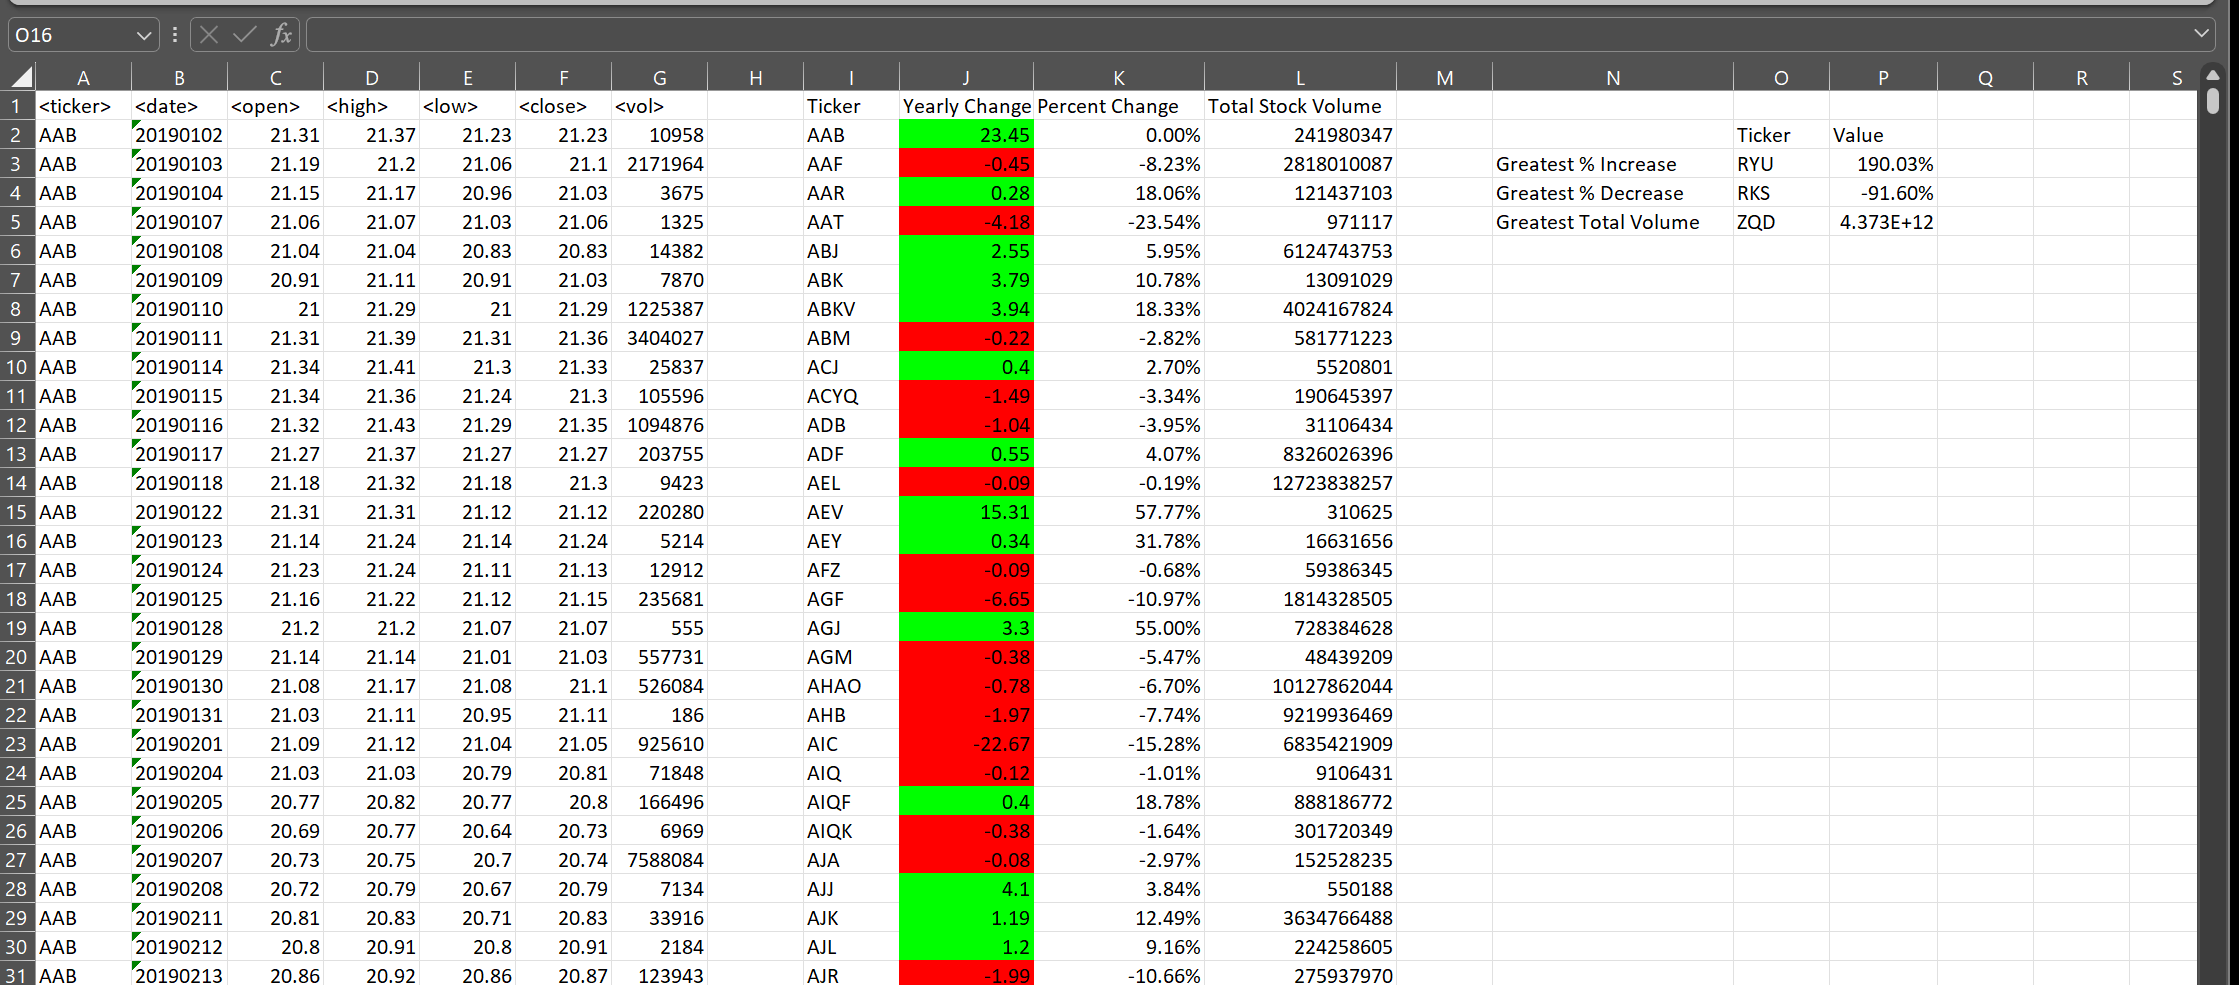 O16 fx
A B C D E F G H I J K L M N O P Q R S
1 <ticker> <date> <open> <high> <low> <close> <vol> Ticker Yearly Change Percent Change Total Stock Volume
2 AAB 20190102 21.31 21.37 21.23 21.23 10958 AAB 23.45 0.00% 241980347 Ticker Value
3 AAB 20190103 21.19 21.2 21.06 21.1 2171964 AAF -0.45 -8.23% 2818010087 Greatest % Increase RYU 190.03%
4 AAB 20190104 21.15 21.17 20.96 21.03 3675 AAR 0.28 18.06% 121437103 Greatest % Decrease RKS -91.60%
5 AAB 20190107 21.06 21.07 21.03 21.06 1325 AAT -4.18 -23.54% 971117 Greatest Total Volume ZQD 4.373E+12
6 AAB 20190108 21.04 21.04 20.83 20.83 14382 ABJ 2.55 5.95% 6124743753
7 AAB 20190109 20.91 21.11 20.91 21.03 7870 ABK 3.79 10.78% 13091029
8 AAB 20190110 21 21.29 21 21.29 1225387 ABKV 3.94 18.33% 4024167824
9 AAB 20190111 21.31 21.39 21.31 21.36 3404027 ABM -0.22 -2.82% 581771223
10 AAB 20190114 21.34 21.41 21.3 21.33 25837 ACJ 0.4 2.70% 5520801
11 AAB 20190115 21.34 21.36 21.24 21.3 105596 ACYQ -1.49 -3.34% 190645397
12 AAB 20190116 21.32 21.43 21.29 21.35 1094876 ADB -1.04 -3.95% 31106434
13 AAB 20190117 21.27 21.37 21.27 21.27 203755 ADF 0.55 4.07% 8326026396
14 AAB 20190118 21.18 21.32 21.18 21.3 9423 AEL -0.09 -0.19% 12723838257
15 AAB 20190122 21.31 21.31 21.12 21.12 220280 AEV 15.31 57.77% 310625
16 AAB 20190123 21.14 21.24 21.14 21.24 5214 AEY 0.34 31.78% 16631656
17 AAB 20190124 21.23 21.24 21.11 21.13 12912 AFZ -0.09 -0.68% 59386345
18 AAB 20190125 21.16 21.22 21.12 21.15 235681 AGF -6.65 -10.97% 1814328505
19 AAB 20190128 21.2 21.2 21.07 21.07 555 AGJ 3.3 55.00% 728384628
20 AAB 20190129 21.14 21.14 21.01 21.03 557731 AGM -0.38 -5.47% 48439209
21 AAB 20190130 21.08 21.17 21.08 21.1 526084 AHAO -0.78 -6.70% 10127862044
22 AAB 20190131 21.03 21.11 20.95 21.11 186 AHB -1.97 -7.74% 9219936469
23 AAB 20190201 21.09 21.12 21.04 21.05 925610 AIC -22.67 -15.28% 6835421909
24 AAB 20190204 21.03 21.03 20.79 20.81 71848 AIQ -0.12 -1.01% 9106431
25 AAB 20190205 20.77 20.82 20.77 20.8 166496 AIQF 0.4 18.78% 888186772
26 AAB 20190206 20.69 20.77 20.64 20.73 6969 AIQK -0.38 -1.64% 301720349
27 AAB 20190207 20.73 20.75 20.7 20.74 7588084 AJA -0.08 -2.97% 152528235
28 AAB 20190208 20.72 20.79 20.67 20.79 7134 AJJ 4.1 3.84% 550188
29 AAB 20190211 20.81 20.83 20.71 20.83 33916 AJK 1.19 12.49% 3634766488
30 AAB 20190212 20.8 20.91 20.8 20.91 2184 AJL 1.2 9.16% 224258605
31 AAB 20190213 20.86 20.92 20.86 20.87 123943 AJR -1.99 -10.66% 275937970